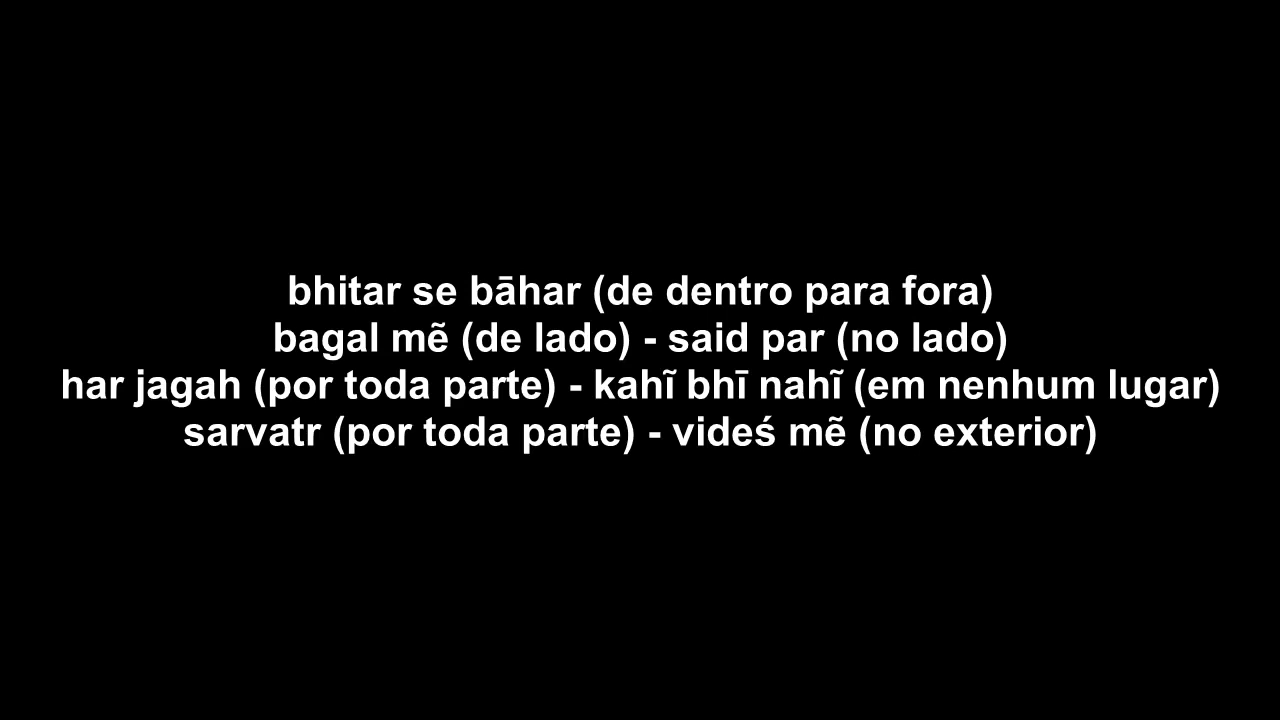 bhitar se bāhar (de dentro para fora)
bagal mẽ (de lado) - said par (no lado)
har jagah (por toda parte) - kahĩ bhī nahĩ (em nenhum lugar)
sarvatr (por toda parte) - videś mẽ (no exterior)